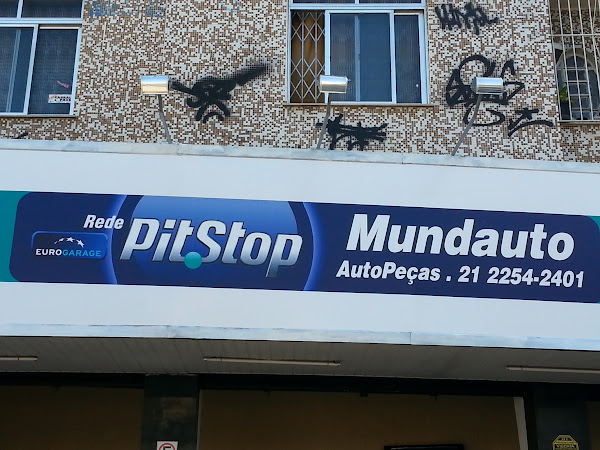 Rede
PitStop
EUROGARAGE
Mundauto
AutoPeças . 21 2254-2401